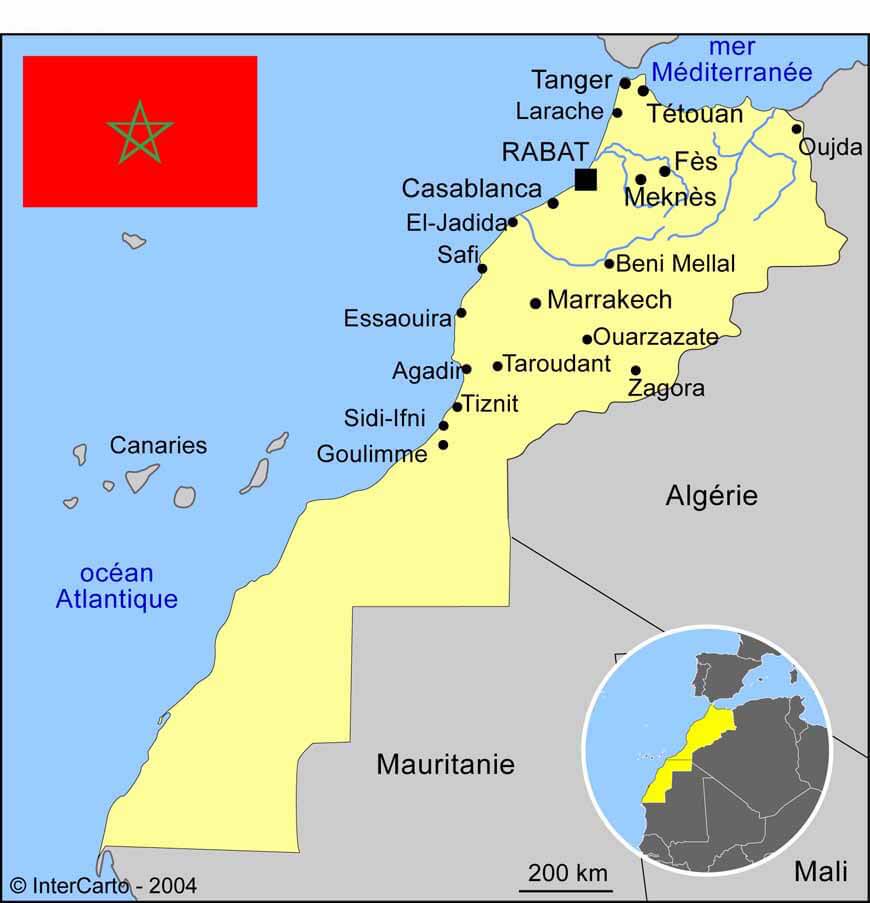 mer
Méditerranée
Tanger
Larache
Tétouan
Oujda
RABAT
Fès
Meknès
Casablanca
El-Jadida
Safi
Beni Mellal
Marrakech
Essaouira
Ouarzazate
Agadir
Taroudant
Zagora
Tiznit
Sidi-Ifni
Goulimme
Canaries
Algérie
océan
Atlantique
Mauritanie
200 km
Mali
© InterCarto - 2004